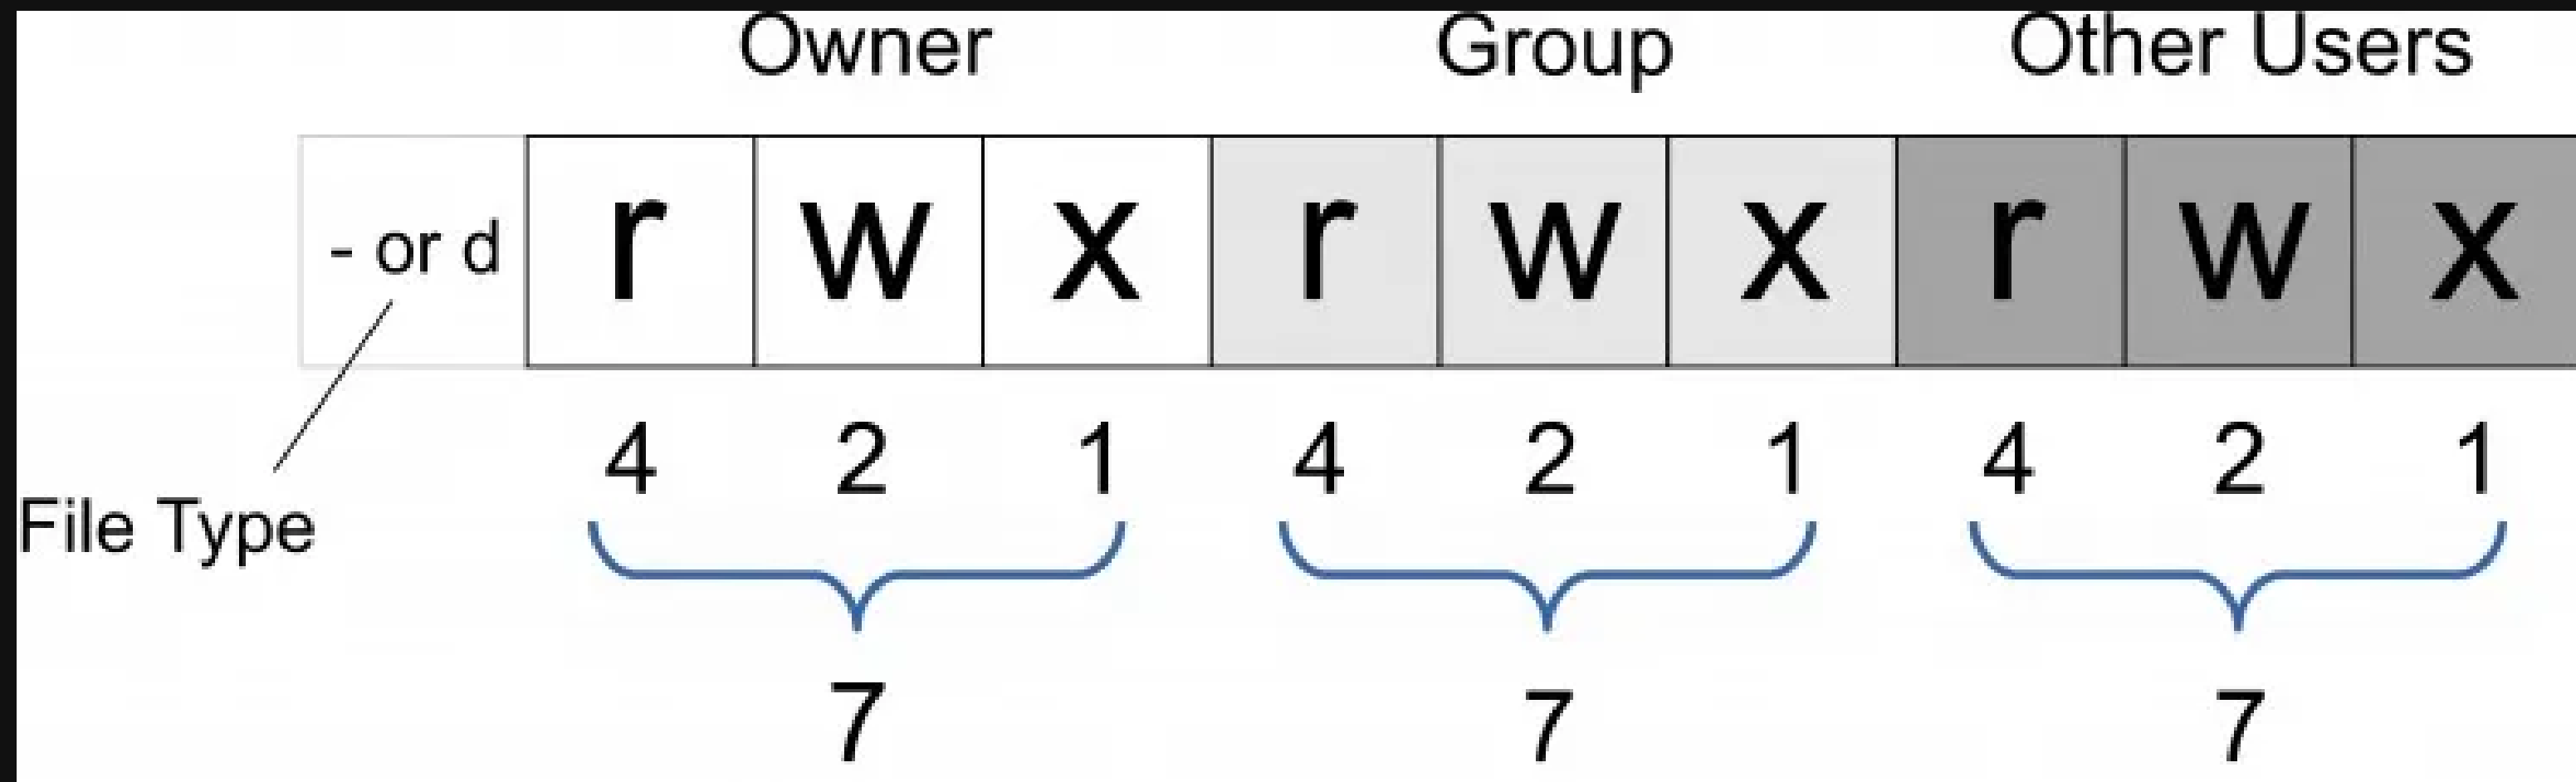 Owner Group Other Users
- or d r w x r w x r w x
4 2 1 4 2 1 4 2 1
File Type
7 7 7